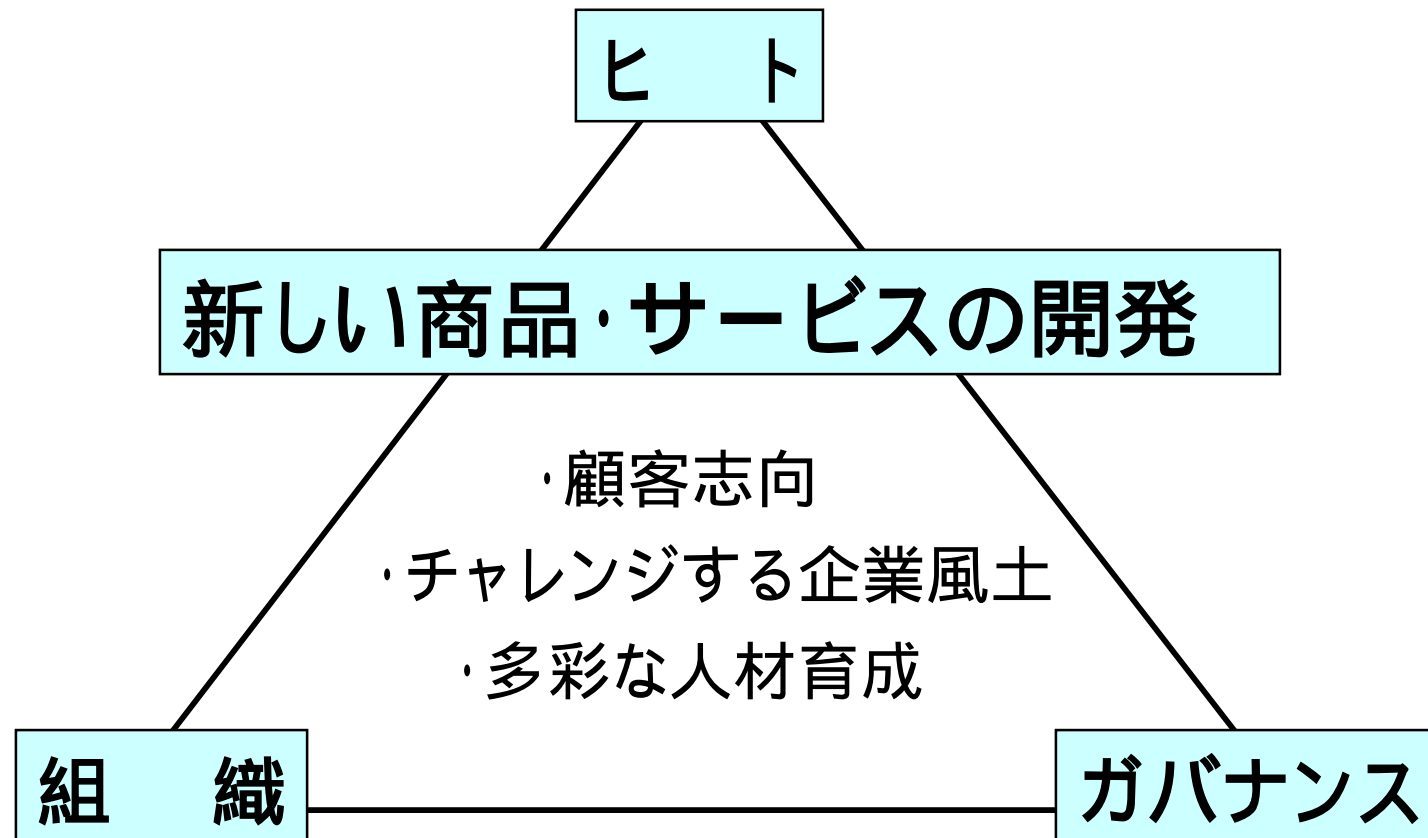 ヒ　ト
新しい商品・サービスの開発
・顧客志向
・チャレンジする企業風土
・多彩な人材育成
組　織
ガバナンス